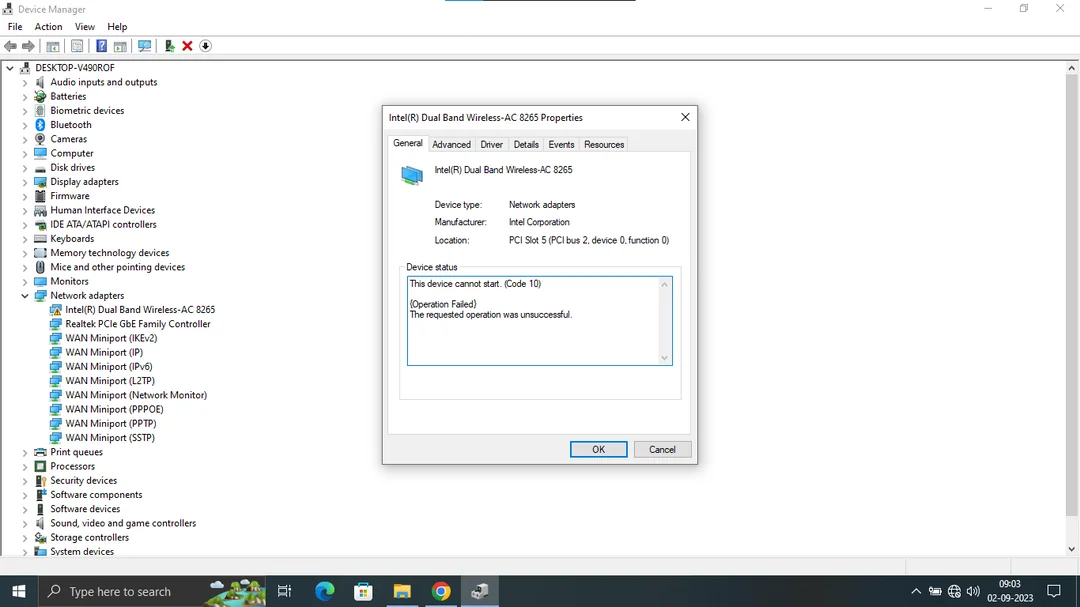 Device Manager
File Action View Help
DESKTOP-V490ROF
Audio inputs and outputs
Batteries
Biometric devices
Bluetooth
Cameras
Computer
Disk drives
Display adapters
Firmware
Human Interface Devices
IDE ATA/ATAPI controllers
Keyboards
Memory technology devices
Mice and other pointing devices
Monitors
Network adapters
Intel(R) Dual Band Wireless-AC 8265
Realtek PCIe GbE Family Controller
WAN Miniport (IKEv2)
WAN Miniport (IP)
WAN Miniport (IPv6)
WAN Miniport (L2TP)
WAN Miniport (Network Monitor)
WAN Miniport (PPPOE)
WAN Miniport (PPTP)
WAN Miniport (SSTP)
Print queues
Processors
Security devices
Software components
Software devices
Sound, video and game controllers
Storage controllers
System devices
Intel(R) Dual Band Wireless-AC 8265 Properties
General Advanced Driver Details Events Resources
Intel(R) Dual Band Wireless-AC 8265
Device type: Network adapters
Manufacturer: Intel Corporation
Location: PCI Slot 5 (PCI bus 2, device 0, function 0)
Device status
This device cannot start. (Code 10)
{Operation Failed}
The requested operation was unsuccessful.
OK Cancel
Type here to search
09:03
02-09-2023